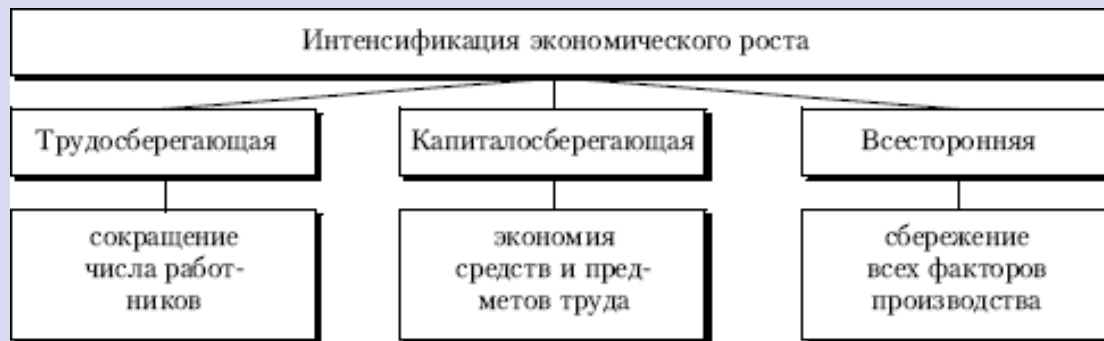 Интенсификация экономического роста
Трудосберегающая
Капиталосберегающая
Всесторонняя
сокращение
числа работ-
ников
экономия
средств и пред-
метов труда
сбережение
всех факторов
производства